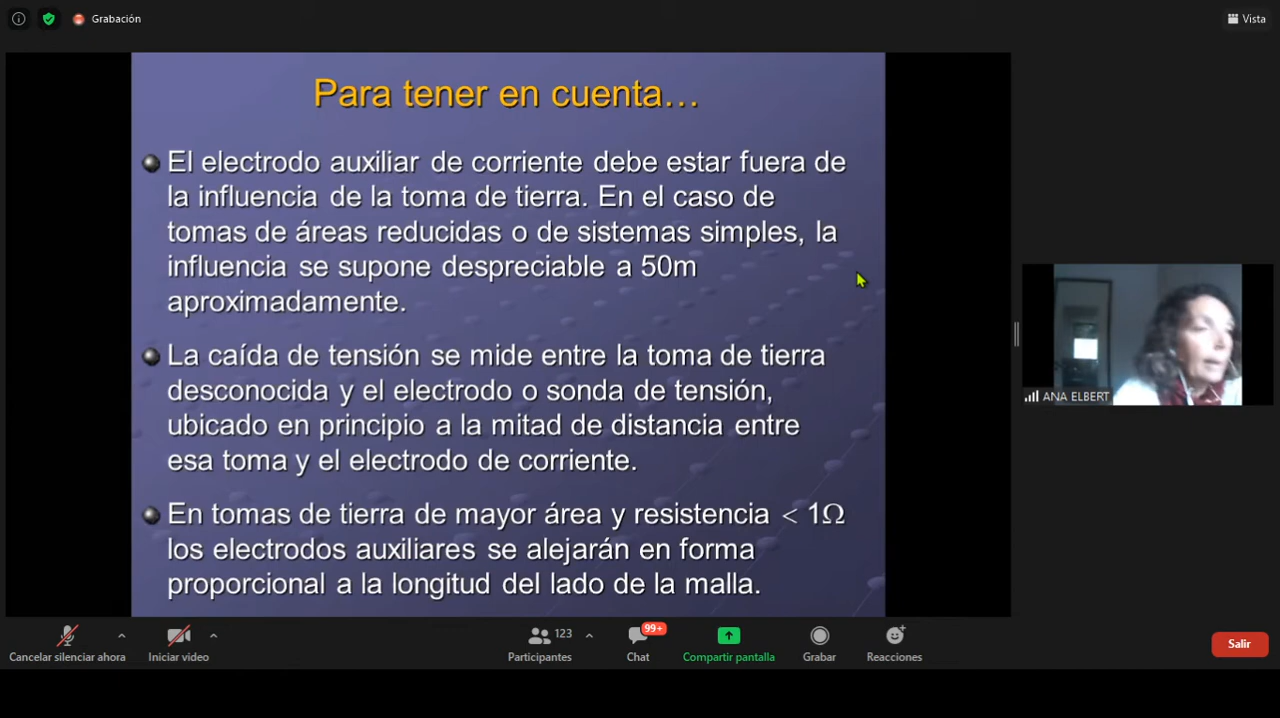 Grabación
Vista
Para tener en cuenta…
El electrodo auxiliar de corriente debe estar fuera de
la influencia de la toma de tierra. En el caso de
tomas de áreas reducidas o de sistemas simples, la
influencia se supone despreciable a 50m
aproximadamente.
La caída de tensión se mide entre la toma de tierra
desconocida y el electrodo o sonda de tensión,
ubicado en principio a la mitad de distancia entre
esa toma y el electrodo de corriente.
En tomas de tierra de mayor área y resistencia < 1Ω
los electrodos auxiliares se alejarán en forma
proporcional a la longitud del lado de la malla.
ANA ELBERT
Cancelar silenciar ahora
Iniciar video
123
Participantes
99+
Chat
Compartir pantalla
Grabar
Reacciones
Salir